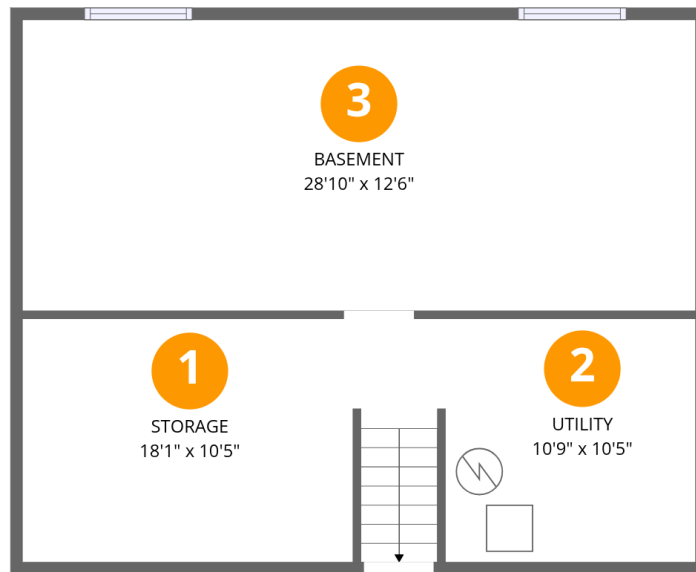 3
BASEMENT
28'10" x 12'6"
1
STORAGE
18'1" x 10'5"
2
UTILITY
10'9" x 10'5"